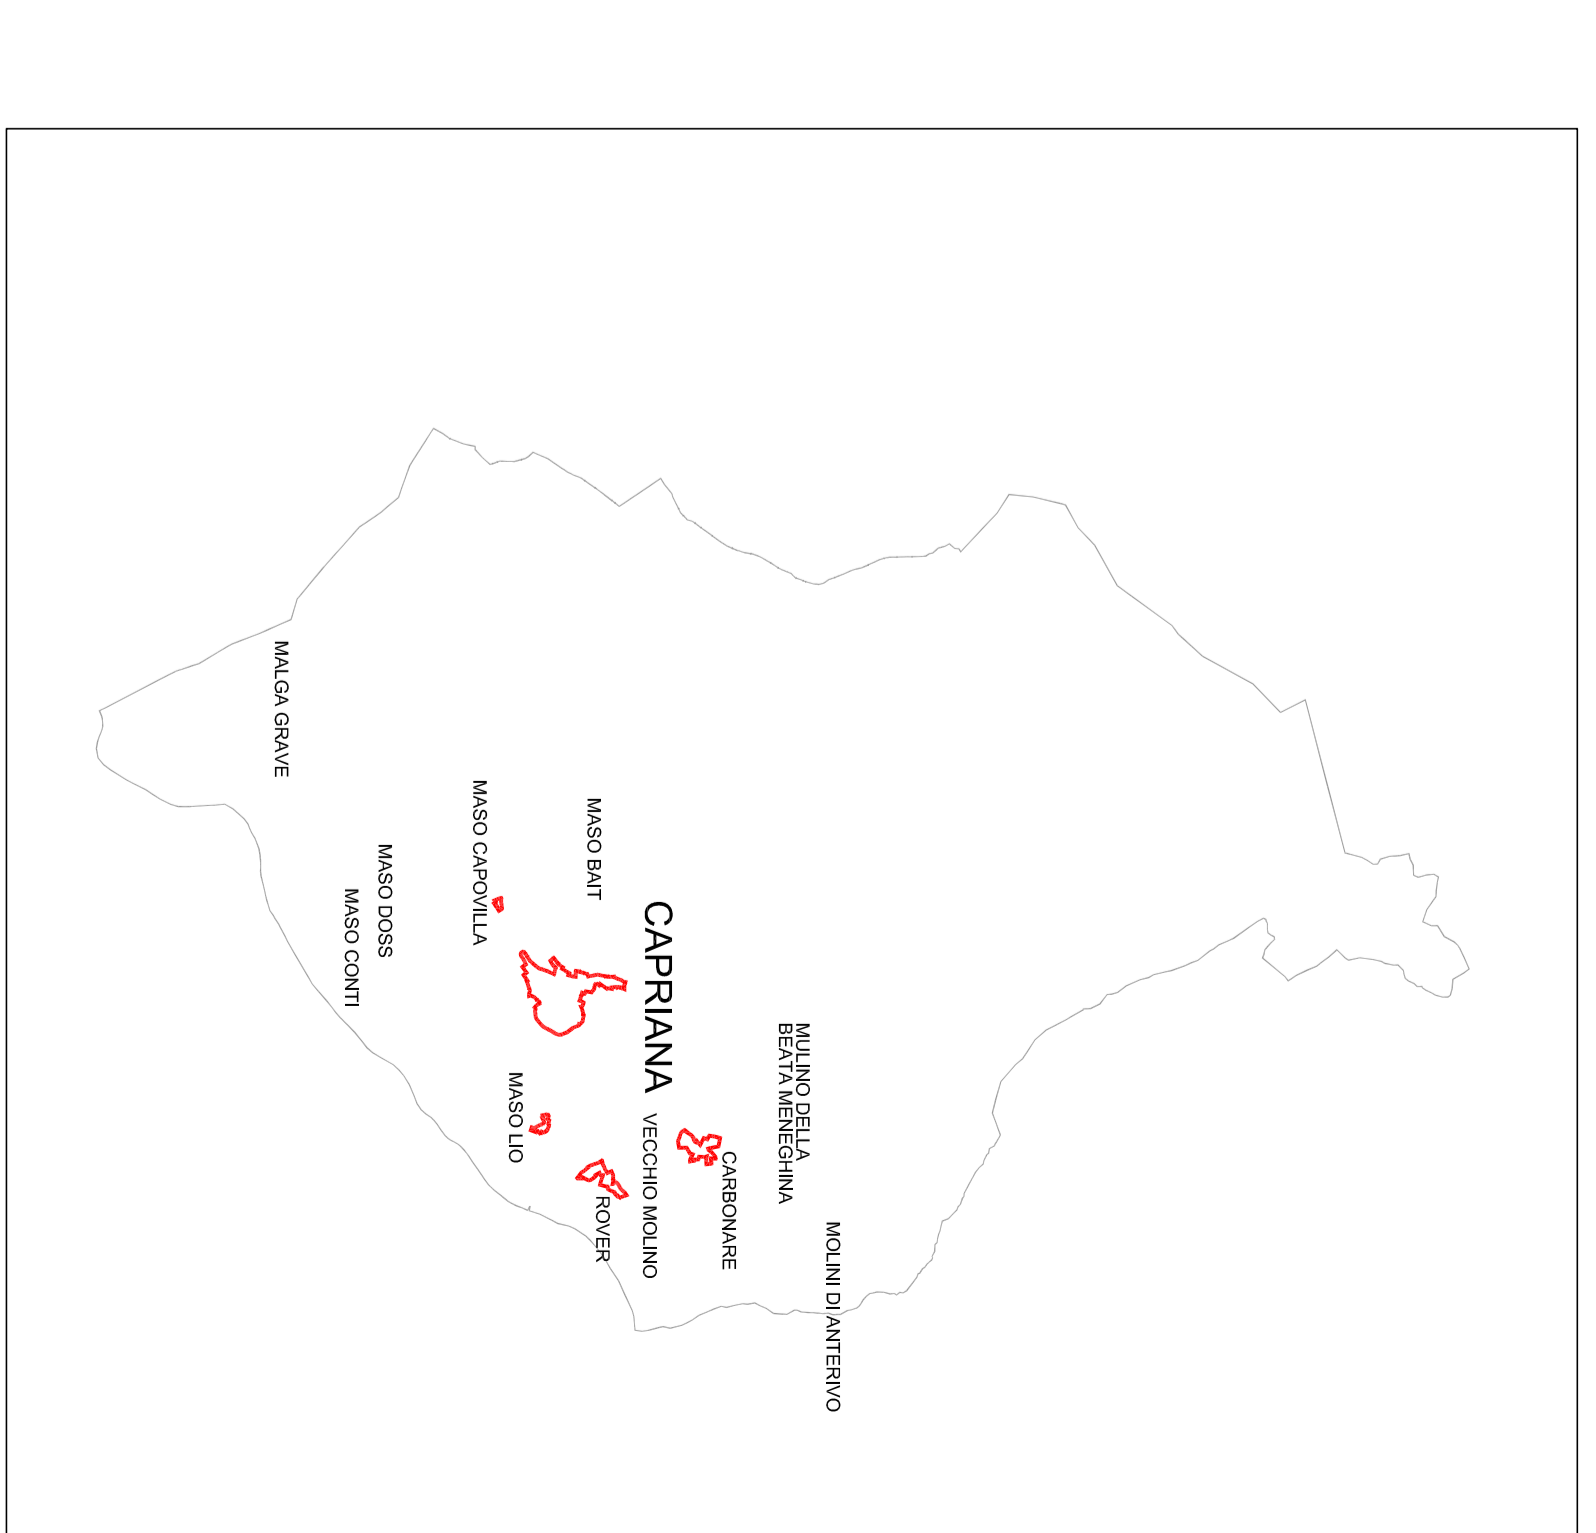 MOLINI DI ANTERIVO
MULINO DELLA
BEATA MENEGHINA
CARBONARE
CAPRIANA
VECCHIO MOLINO
ROVER
MASO BAIT
MASO LIO
MASO CAPOVILLA
MASO DOSS
MASO CONTI
MALGA GRAVE